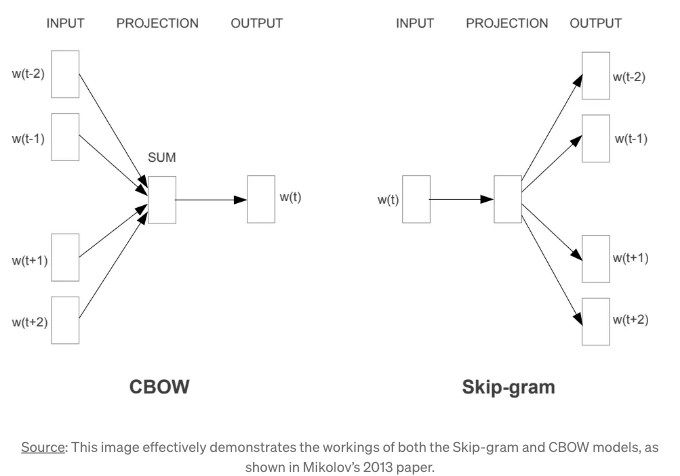 INPUT PROJECTION OUTPUT
w(t-2)
w(t-1)
SUM
w(t)
w(t+1)
w(t+2)
CBOW
INPUT PROJECTION OUTPUT
w(t-2)
w(t-1)
w(t)
w(t+1)
w(t+2)
Skip-gram
Source: This image effectively demonstrates the workings of both the Skip-gram and CBOW models, as
shown in Mikolov's 2013 paper.